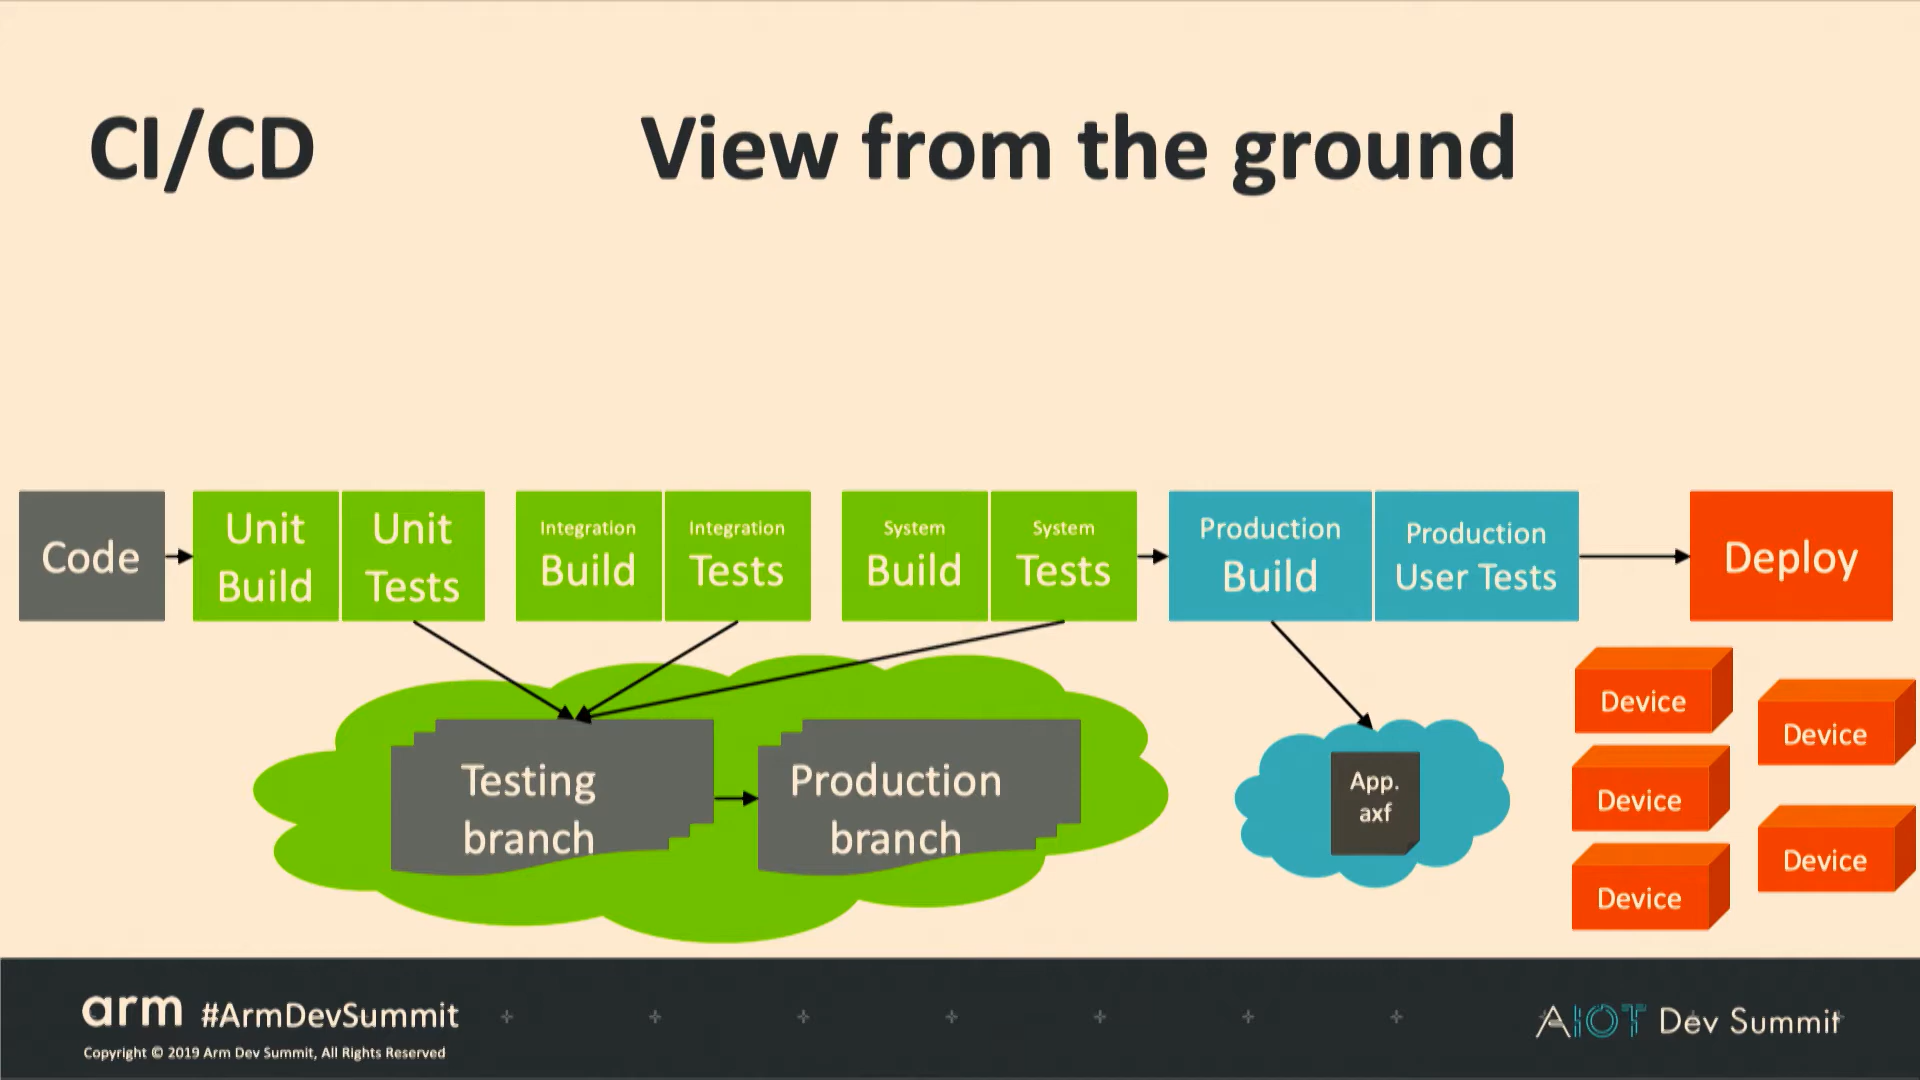 CI/CD
View from the ground
Code
Unit
Build
Unit
Tests
Integration
Build
Integration
Tests
System
Build
System
Tests
Production
Build
Production
User Tests
Deploy
Testing
branch
Production
branch
App.
axf
Device
Device
Device
Device
Device
arm #ArmDevSummit
Copyright © 2019 Arm Dev Summit, All Rights Reserved
AIOT Dev Summit